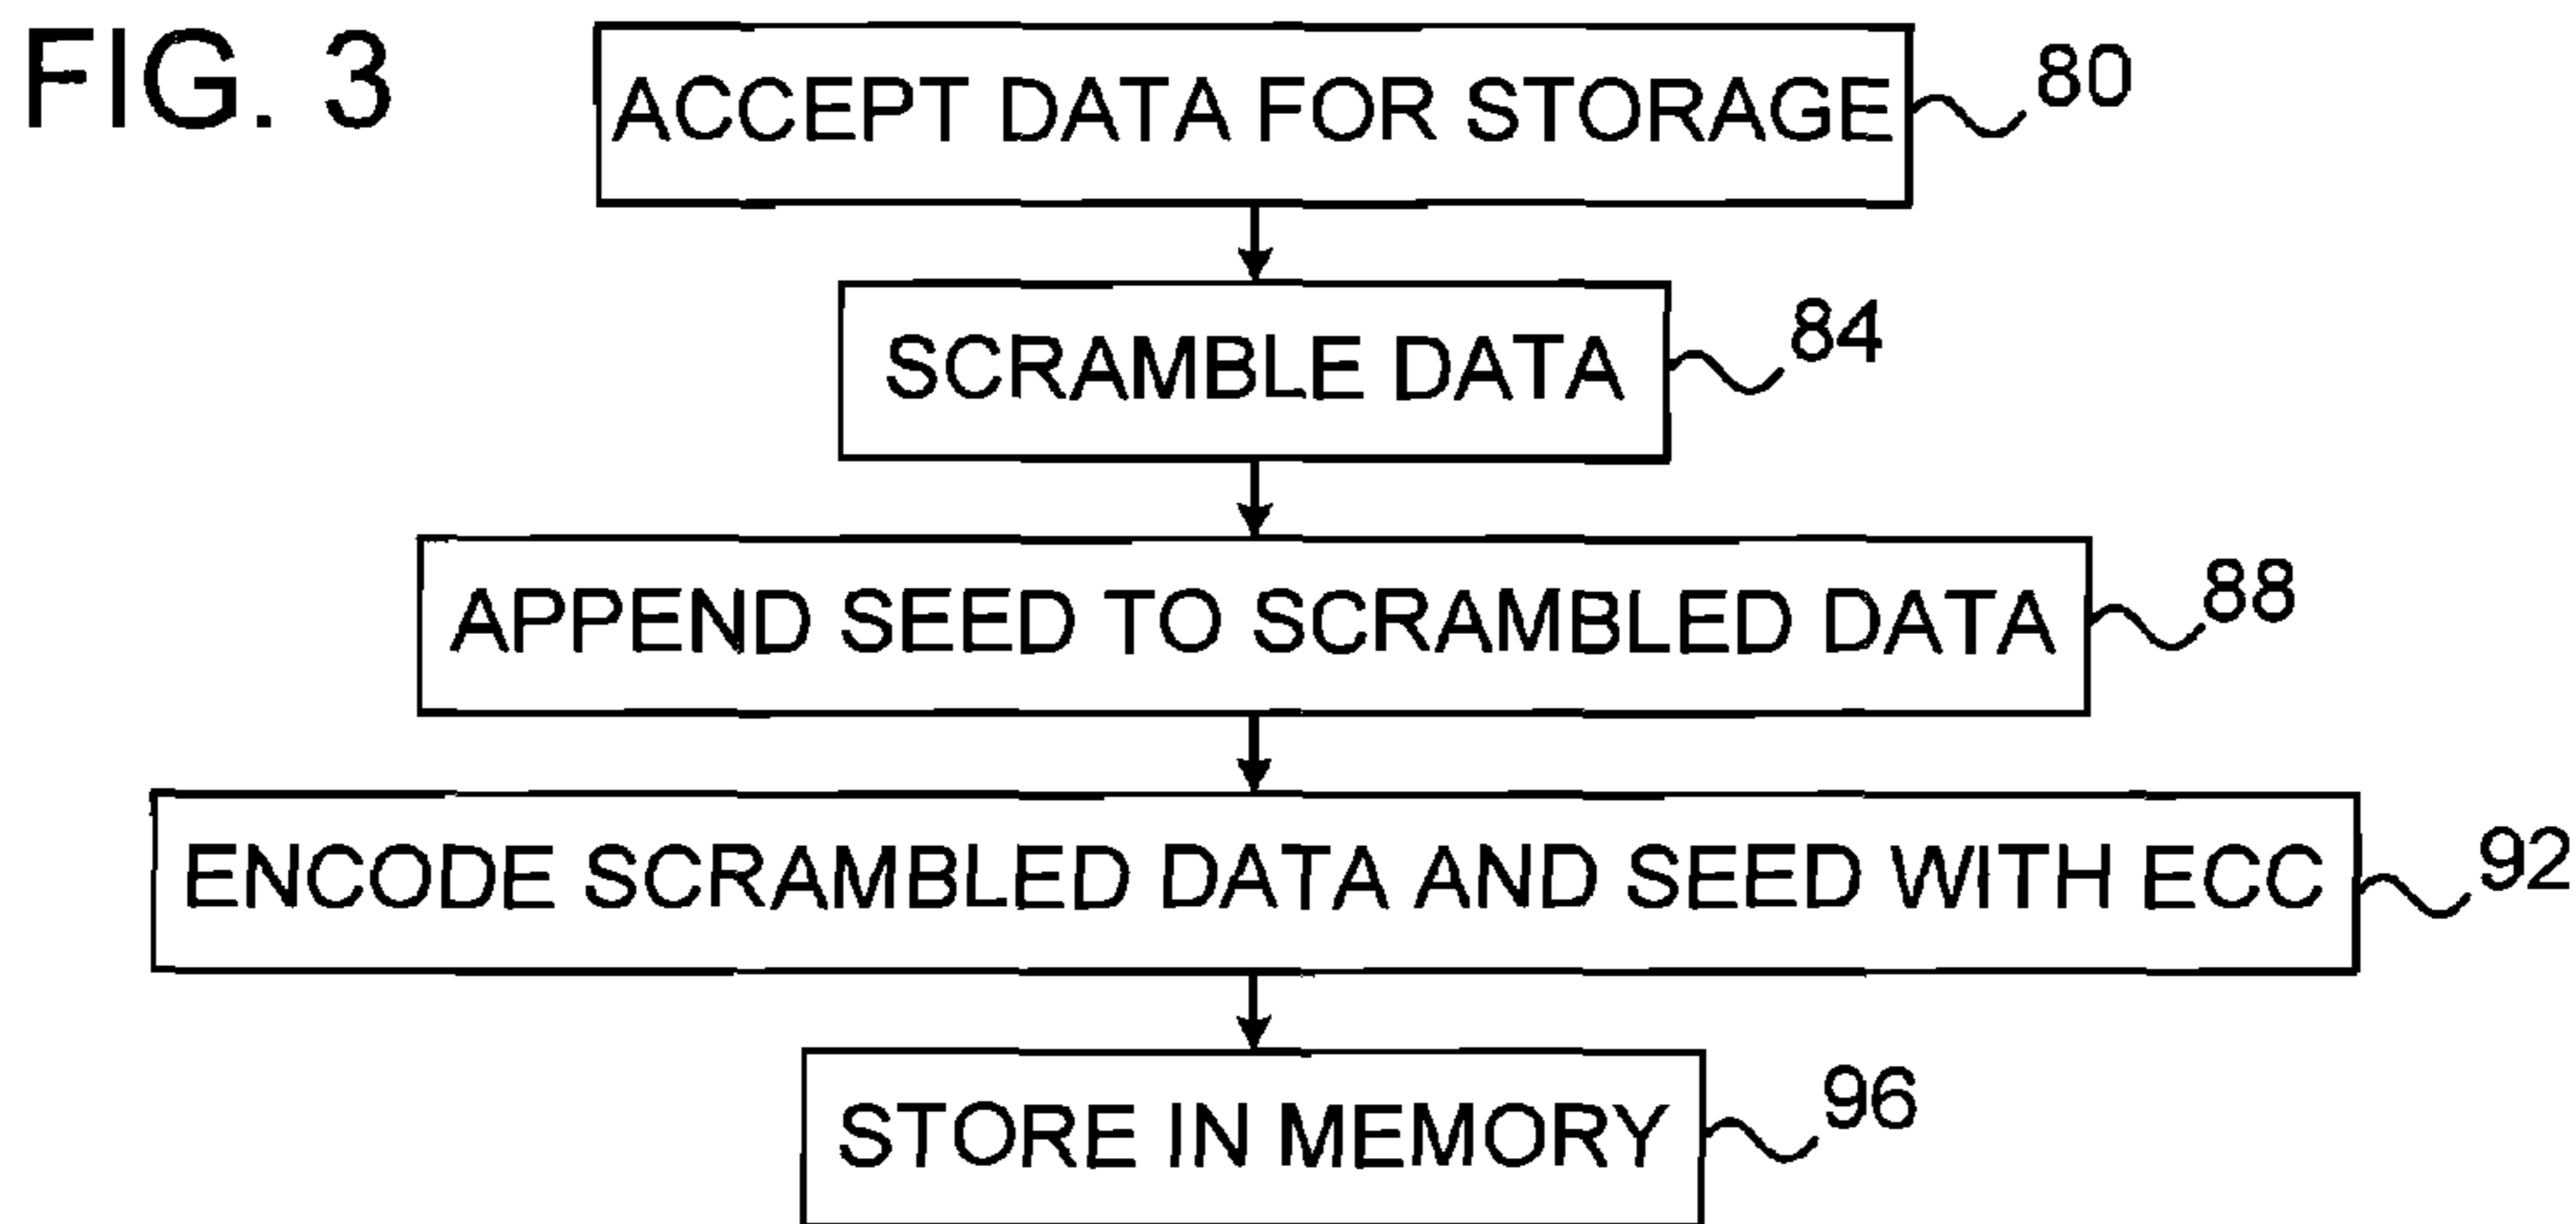 FIG. 3
ACCEPT DATA FOR STORAGE
80
SCRAMBLE DATA
84
APPEND SEED TO SCRAMBLED DATA
88
ENCODE SCRAMBLED DATA AND SEED WITH ECC
92
STORE IN MEMORY
96